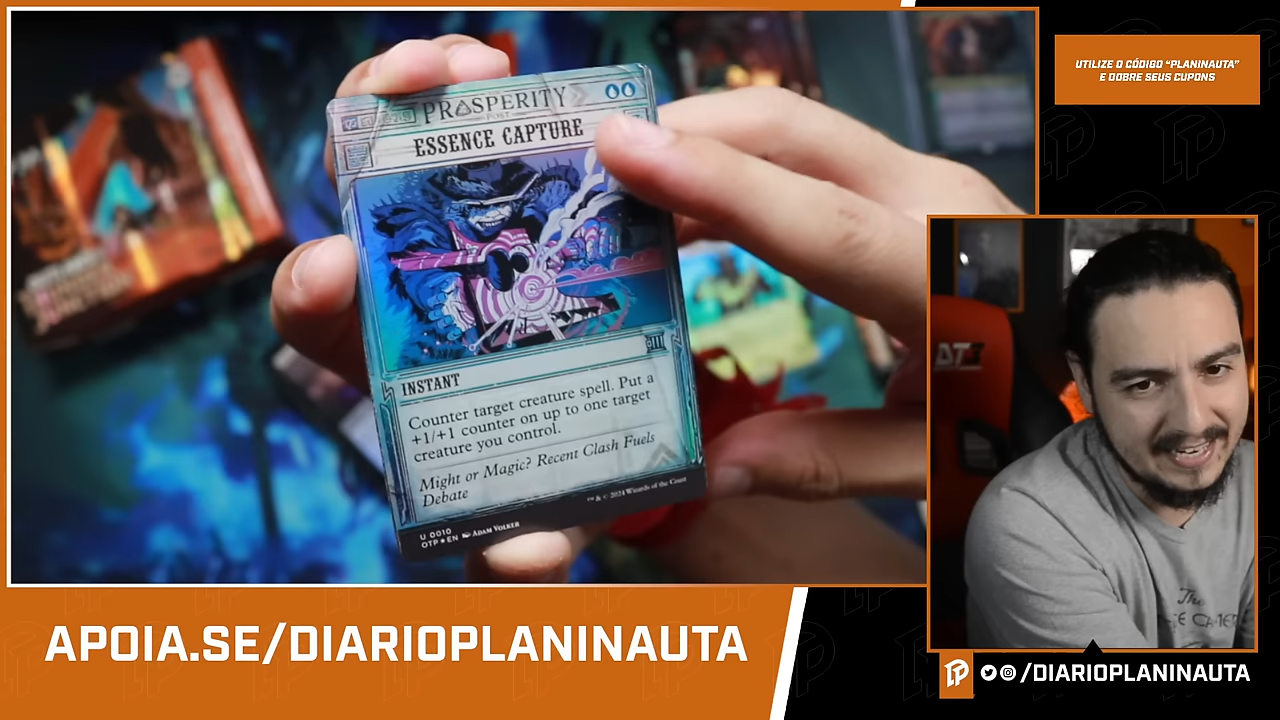 UTILIZE O CÓDIGO "PLANINAUTA"
E DOBRE SEUS CUPONS
PROSPERITY
POST
ESSENCE CAPTURE
INSTANT
Counter target creature spell. Put a
+1/+1 counter on up to one target
creature you control.
Might or Magic? Recent Clash Fuels
Debate
™ & © 2024 Wizards of the Coast
U 0010
OTP★EN ADAM VOLKER
DT3
The
APOIA.SE/DIARIOPLANINAUTA
/DIARIOPLANINAUTA